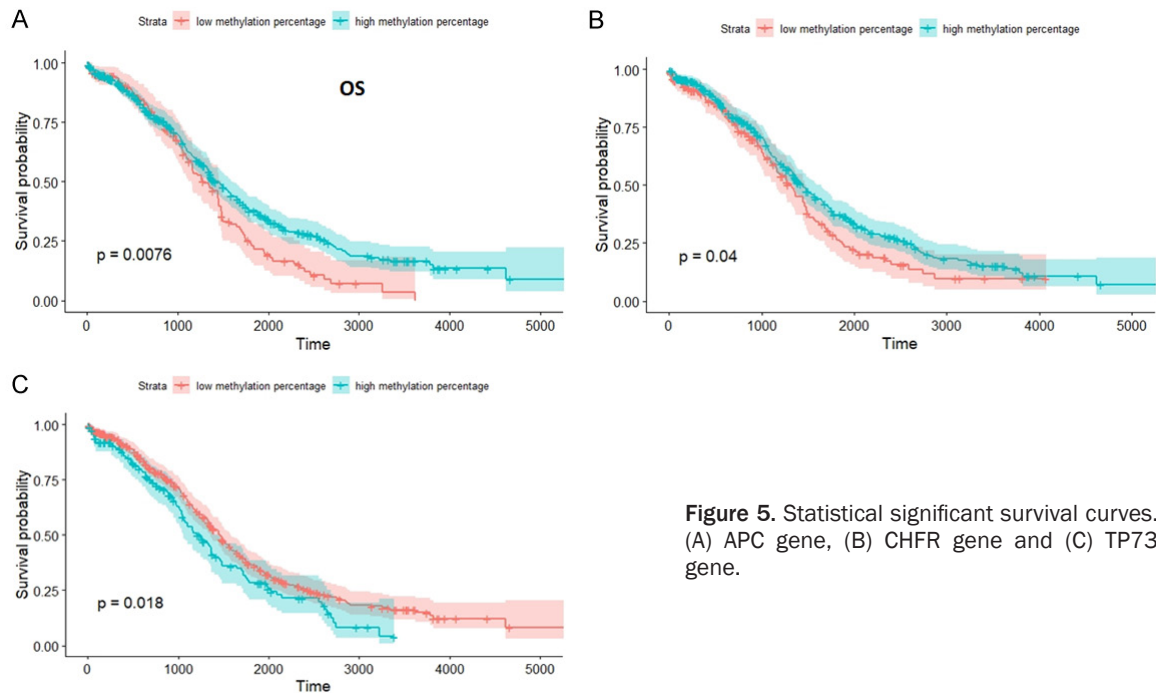 A
Strata low methylation percentage high methylation percentage
1.00
0.75
0.50
0.25
0.00
Survival probability
OS
p = 0.0076
0 1000 2000 3000 4000 5000
Time
B
Strata low methylation percentage high methylation percentage
1.00
0.75
0.50
0.25
0.00
Survival probability
p = 0.04
0 1000 2000 3000 4000 5000
Time
C
Strata low methylation percentage high methylation percentage
1.00
0.75
0.50
0.25
0.00
Survival probability
p = 0.018
0 1000 2000 3000 4000 5000
Time
Figure 5. Statistical significant survival curves.
(A) APC gene, (B) CHFR gene and (C) TP73
gene.